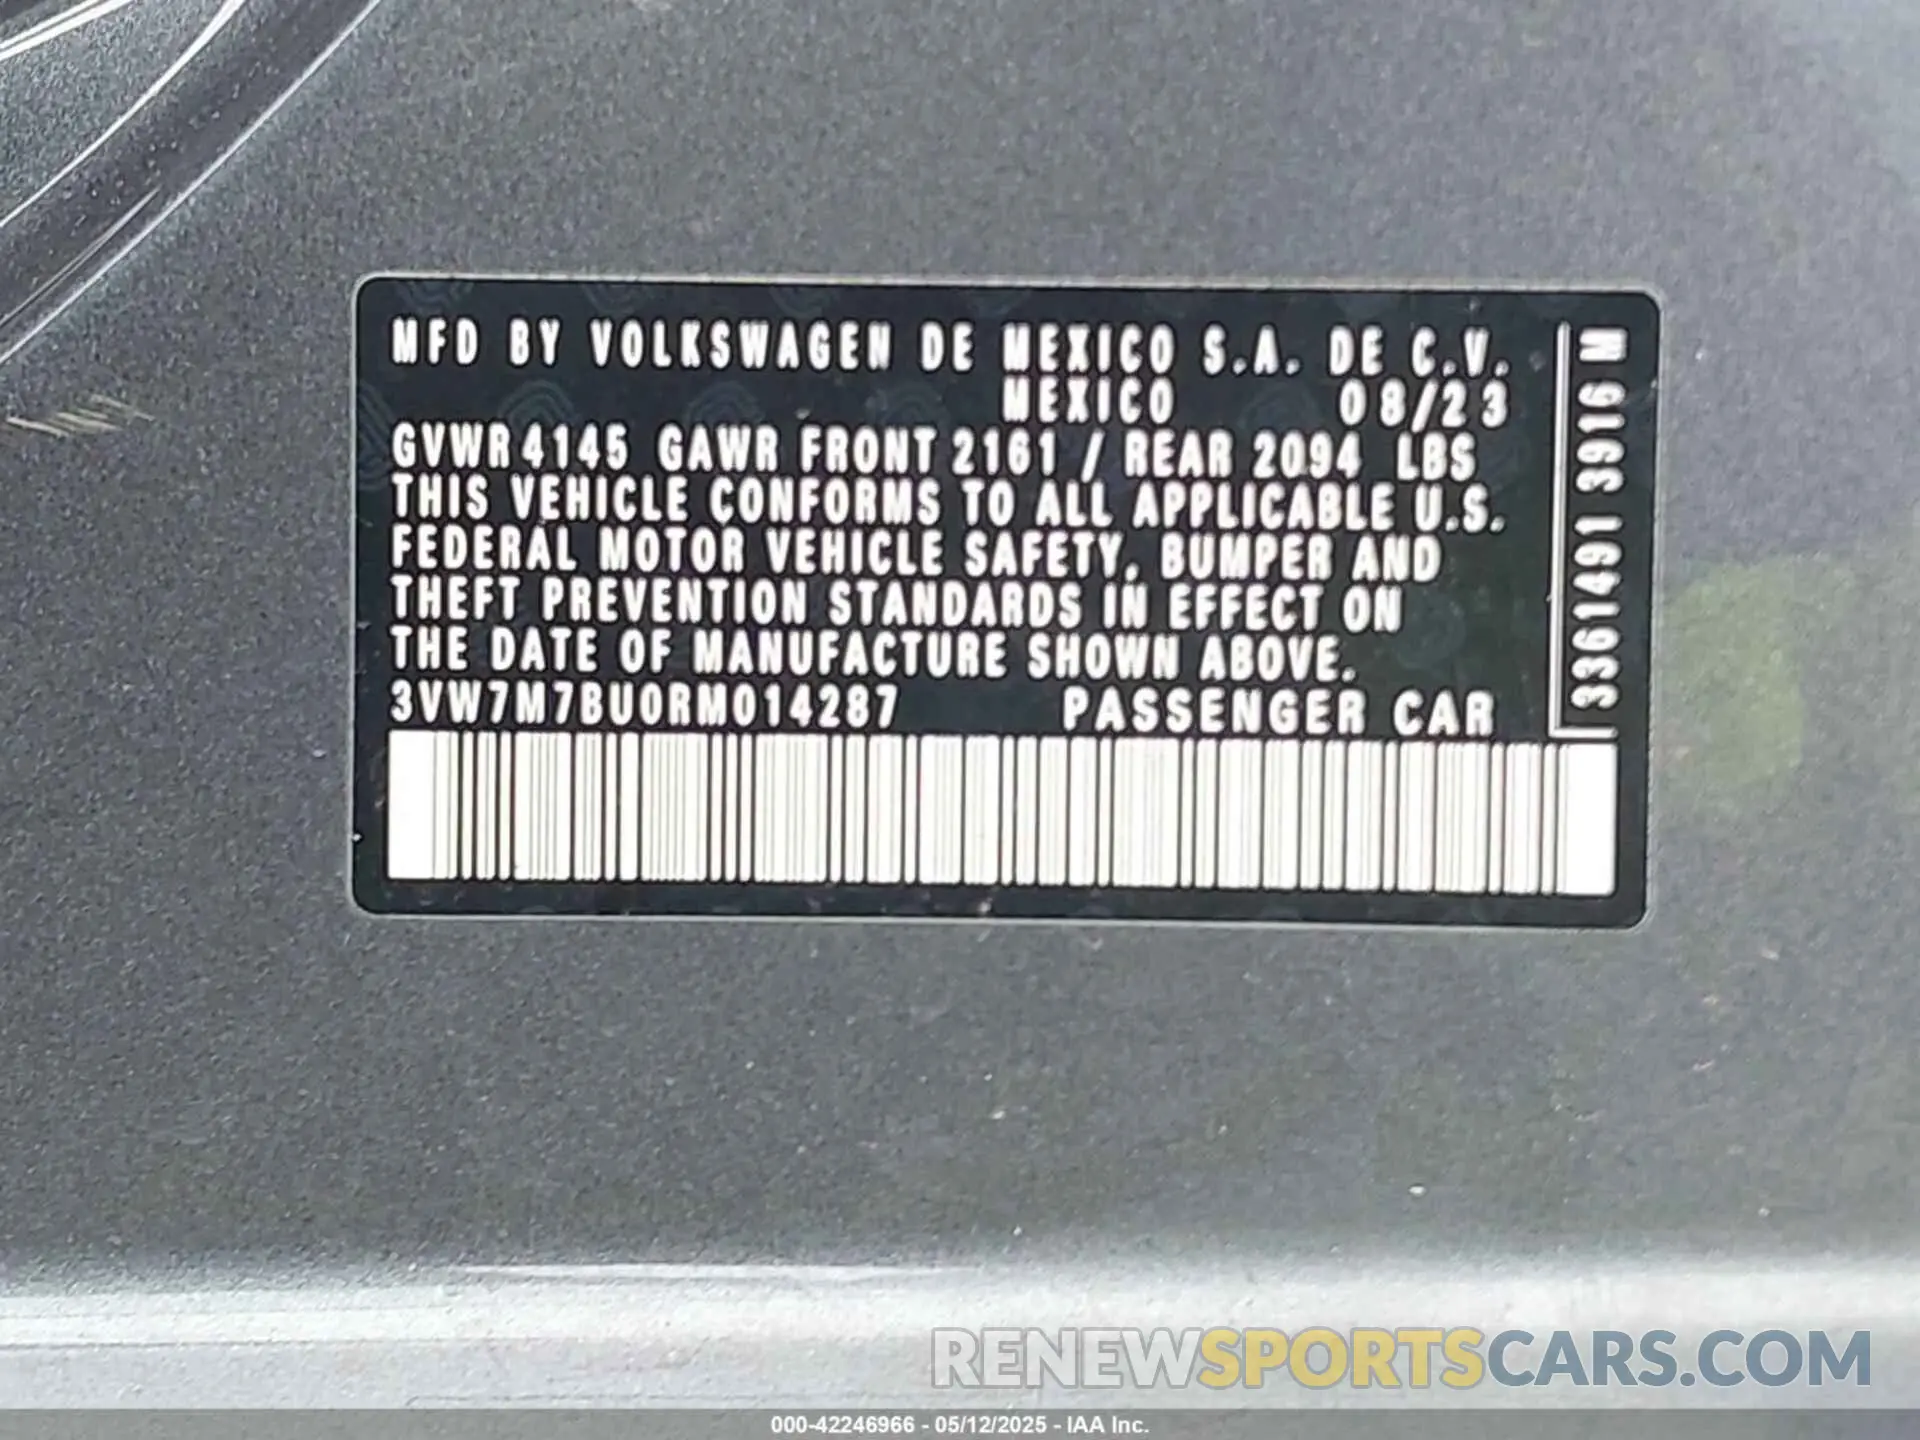 MFD BY VOLKSWAGEN DE MEXICO S.A. DE C.V.
MEXICO 08/23
GVWR 4145 GAWR FRONT 2161 / REAR 2094 LBS
THIS VEHICLE CONFORMS TO ALL APPLICABLE U.S.
FEDERAL MOTOR VEHICLE SAFETY, BUMPER AND
THEFT PREVENTION STANDARDS IN EFFECT ON
THE DATE OF MANUFACTURE SHOWN ABOVE.
3VW7M7BU0RM014287 PASSENGER CAR
3361491 3916 M
RENEWSPORTSCARS.COM
000-42246966 - 05/12/2025 - IAA Inc.